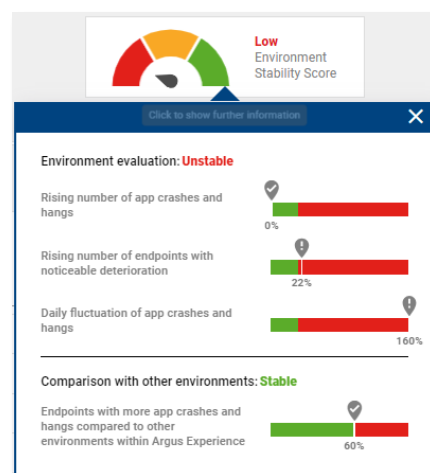 Low
Environment
Stability Score
Click to show further information
Environment evaluation: Unstable
Rising number of app crashes and
hangs
0%
Rising number of endpoints with
noticeable deterioration
22%
Daily fluctuation of app crashes and
hangs
160%
Comparison with other environments: Stable
Endpoints with more app crashes and
hangs compared to other
environments within Argus Experience
60%